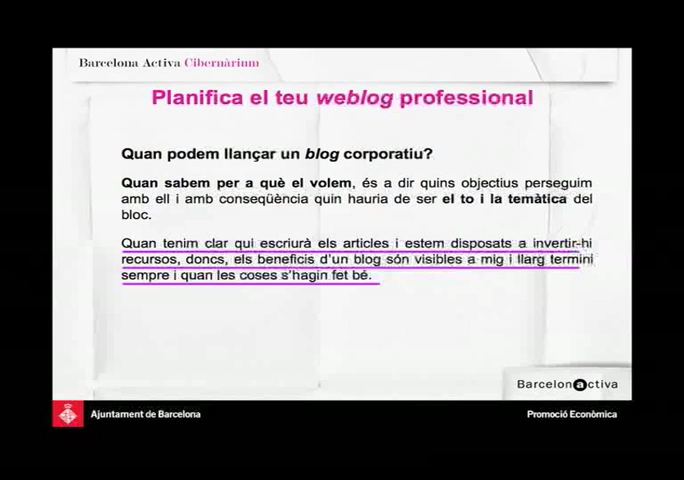 Barcelona Activa Cibernàrium
Planifica el teu weblog professional
Quan podem llançar un blog corporatiu?
Quan sabem per a què el volem, és a dir quins objectius perseguim
amb ell i amb conseqüència quin hauria de ser el to i la temàtica del
bloc.
Quan tenim clar qui escriurà els articles i estem disposats a invertir-hi
recursos, doncs, els beneficis d'un blog són visibles a mig i llarg termini
sempre i quan les coses s'hagin fet bé.
Barcelonactiva
Ajuntament de Barcelona
Promoció Econòmica